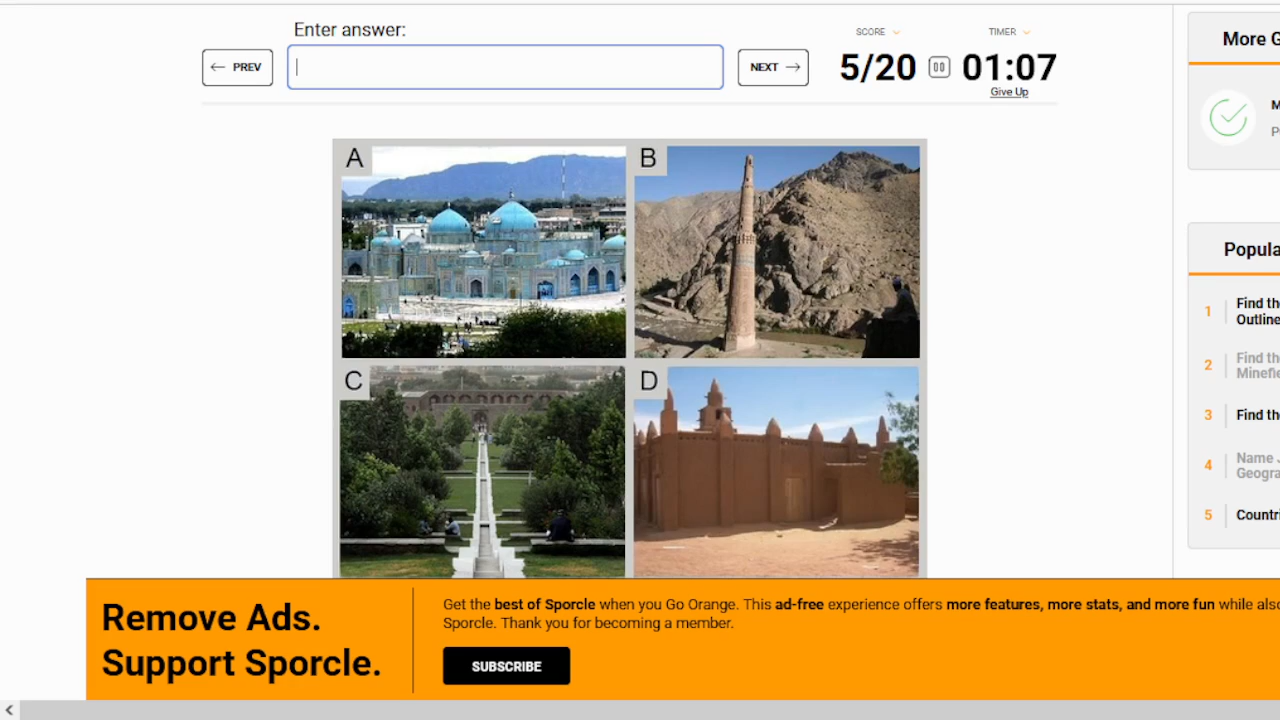 Enter answer:
PREV
NEXT
SCORE
5/20
TIMER
01:07
Give Up
A
B
C
D
More G
M
P
Popula
1 Find th
Outline
2 Find th
Minefie
3 Find th
4 Name J
Geogra
5 Countri
Remove Ads.
Support Sporcle.
Get the best of Sporcle when you Go Orange. This ad-free experience offers more features, more stats, and more fun while also
Sporcle. Thank you for becoming a member.
SUBSCRIBE